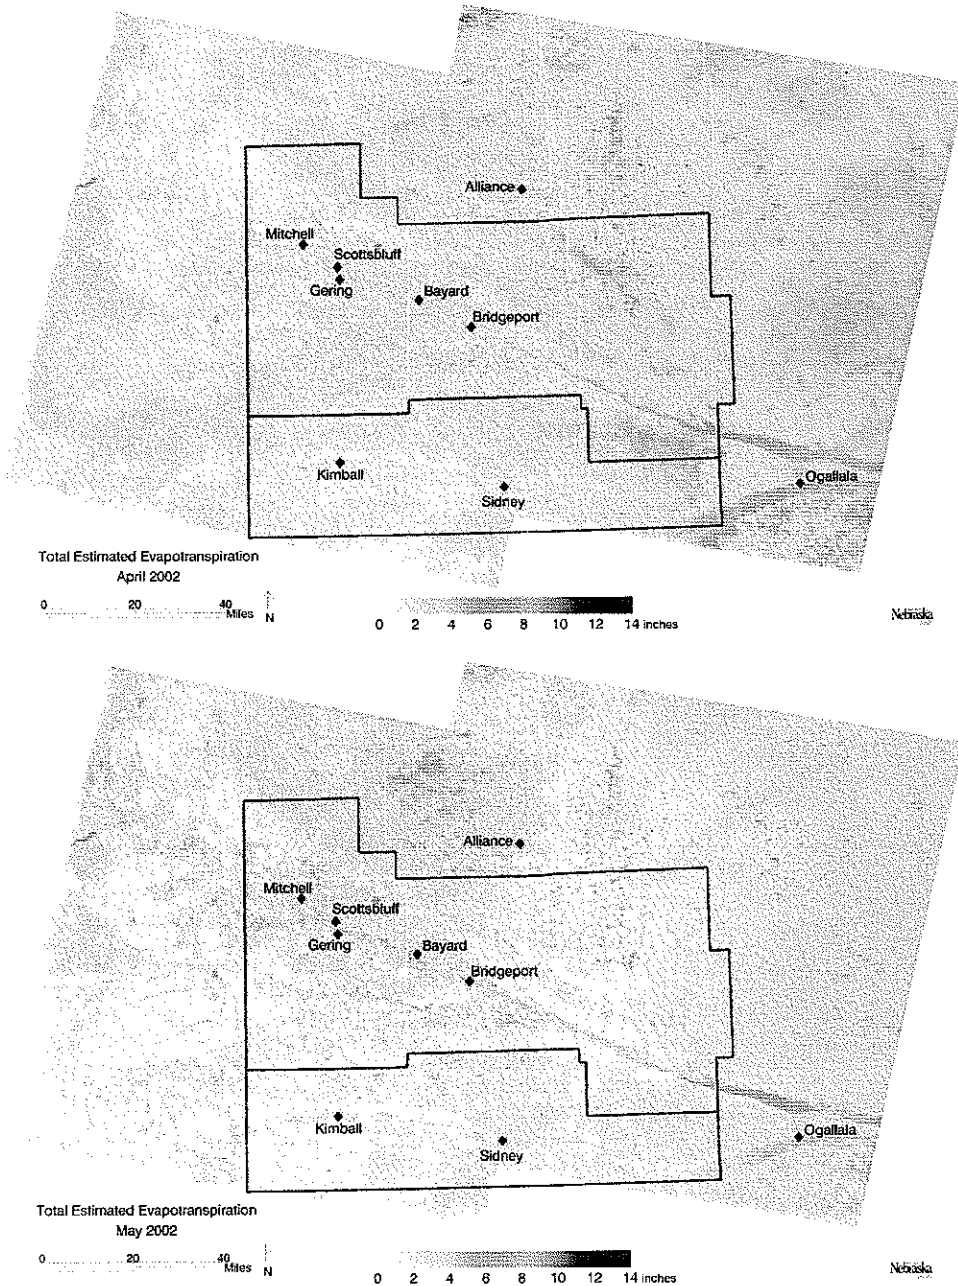 Alliance
Mitchell
Scottsbluff
Gering
Bayard
Bridgeport
Kimball
Sidney
Ogallala
Total Estimated Evapotranspiration
April 2002
0 20 40 Miles
N
0 2 4 6 8 10 12 14 inches
Nebraska
Alliance
Mitchell
Scottsbluff
Gering
Bayard
Bridgeport
Kimball
Sidney
Ogallala
Total Estimated Evapotranspiration
May 2002
0 20 40 Miles
N
0 2 4 6 8 10 12 14 inches
Nebraska